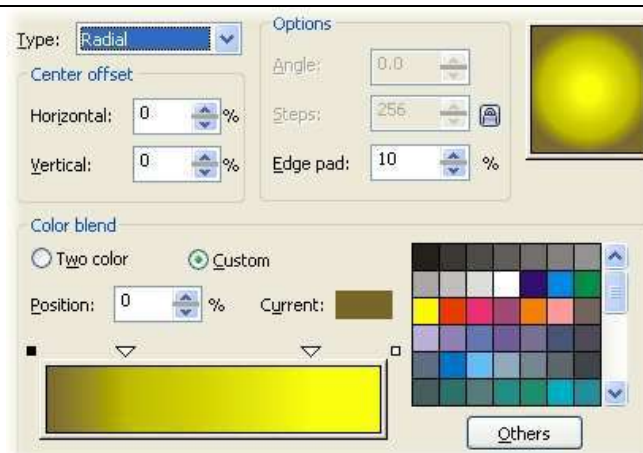 Type: Radial
Center offset
Horizontal: 0 %
Vertical: 0 %
Options
Angle: 0.0
Steps: 256
Edge pad: 10 %
Color blend
Two color Custom
Position: 0 % Current:
Others